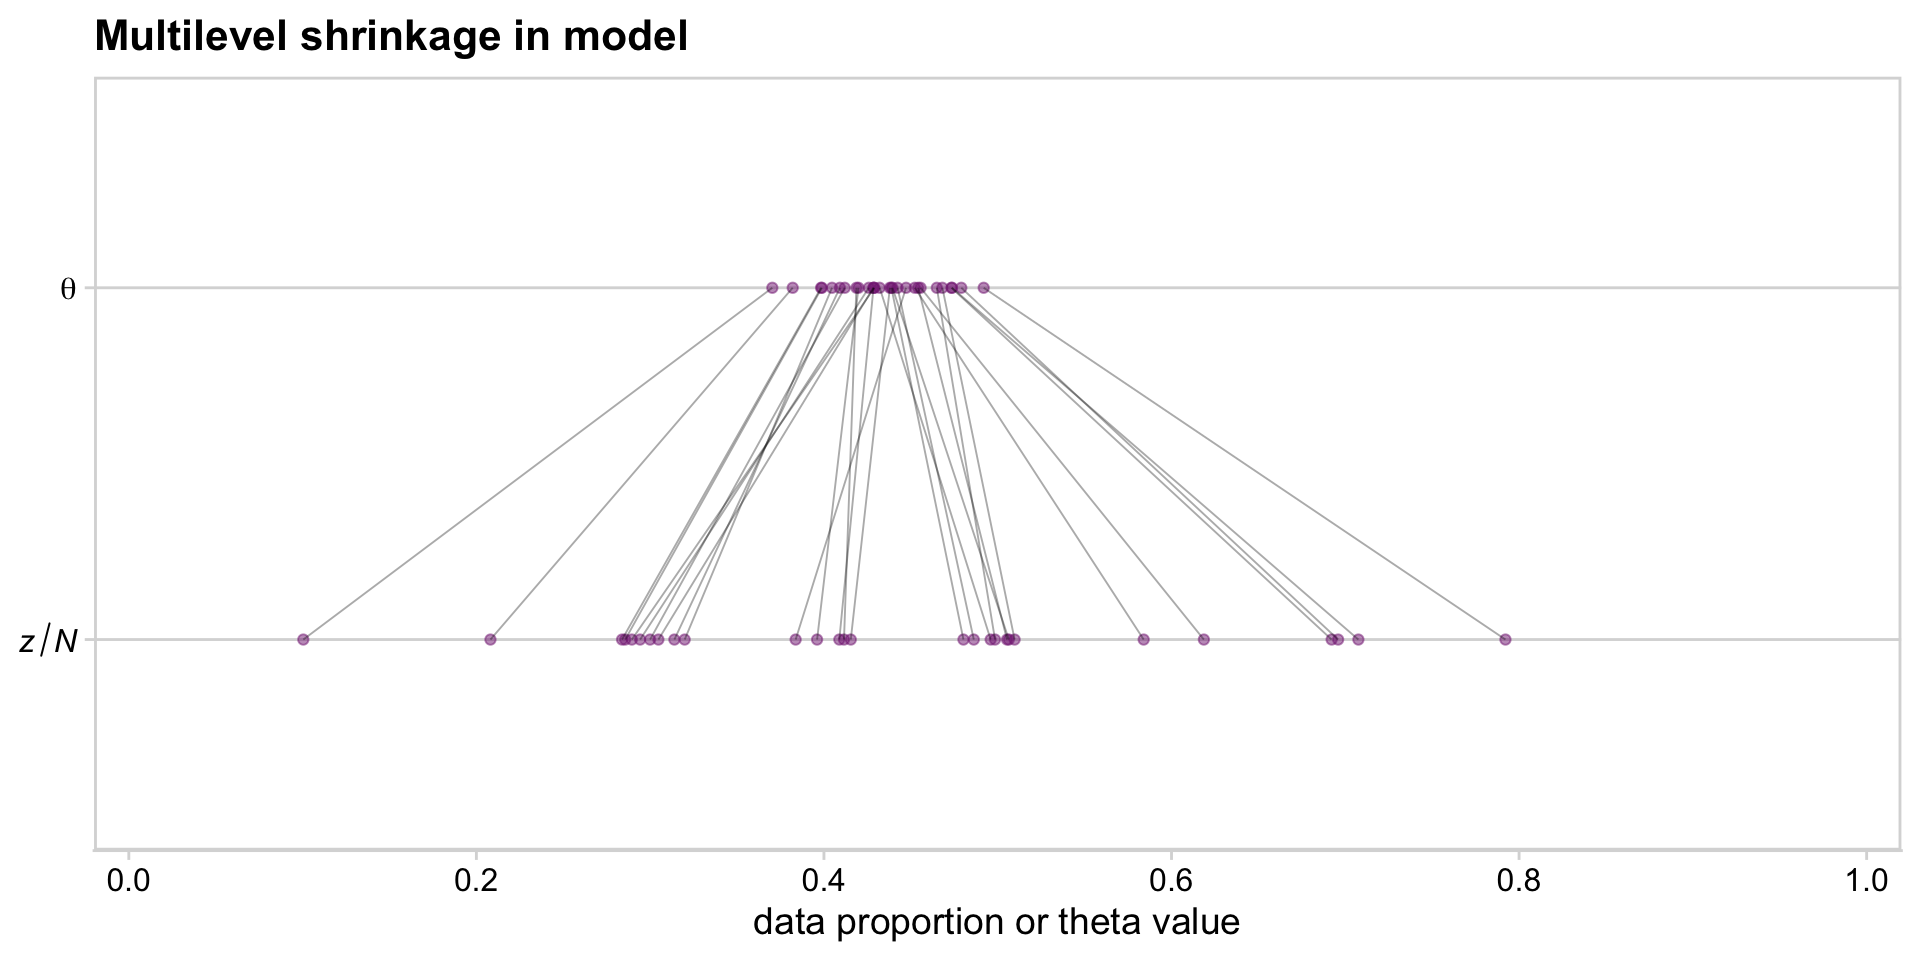 Multilevel shrinkage in model
θ
z/N
0.0 0.2 0.4 0.6 0.8 1.0
data proportion or theta value